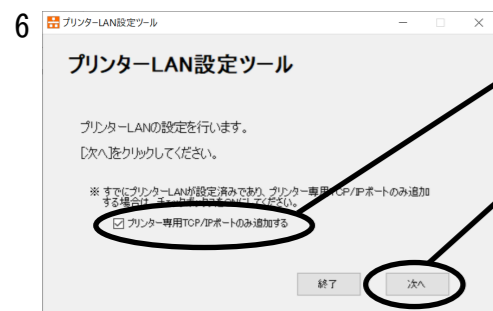 6
プリンターLAN設定ツール
プリンターLAN設定ツール
プリンターLANの設定を行います。
[次へ]をクリックしてください。
※ すでにプリンターLANが設定済みであり、プリンター専用TCP/IPポートのみ追加
する場合は、チェックボックスをONにしてください。
プリンター専用TCP/IPポートのみ追加する
終了
次へ